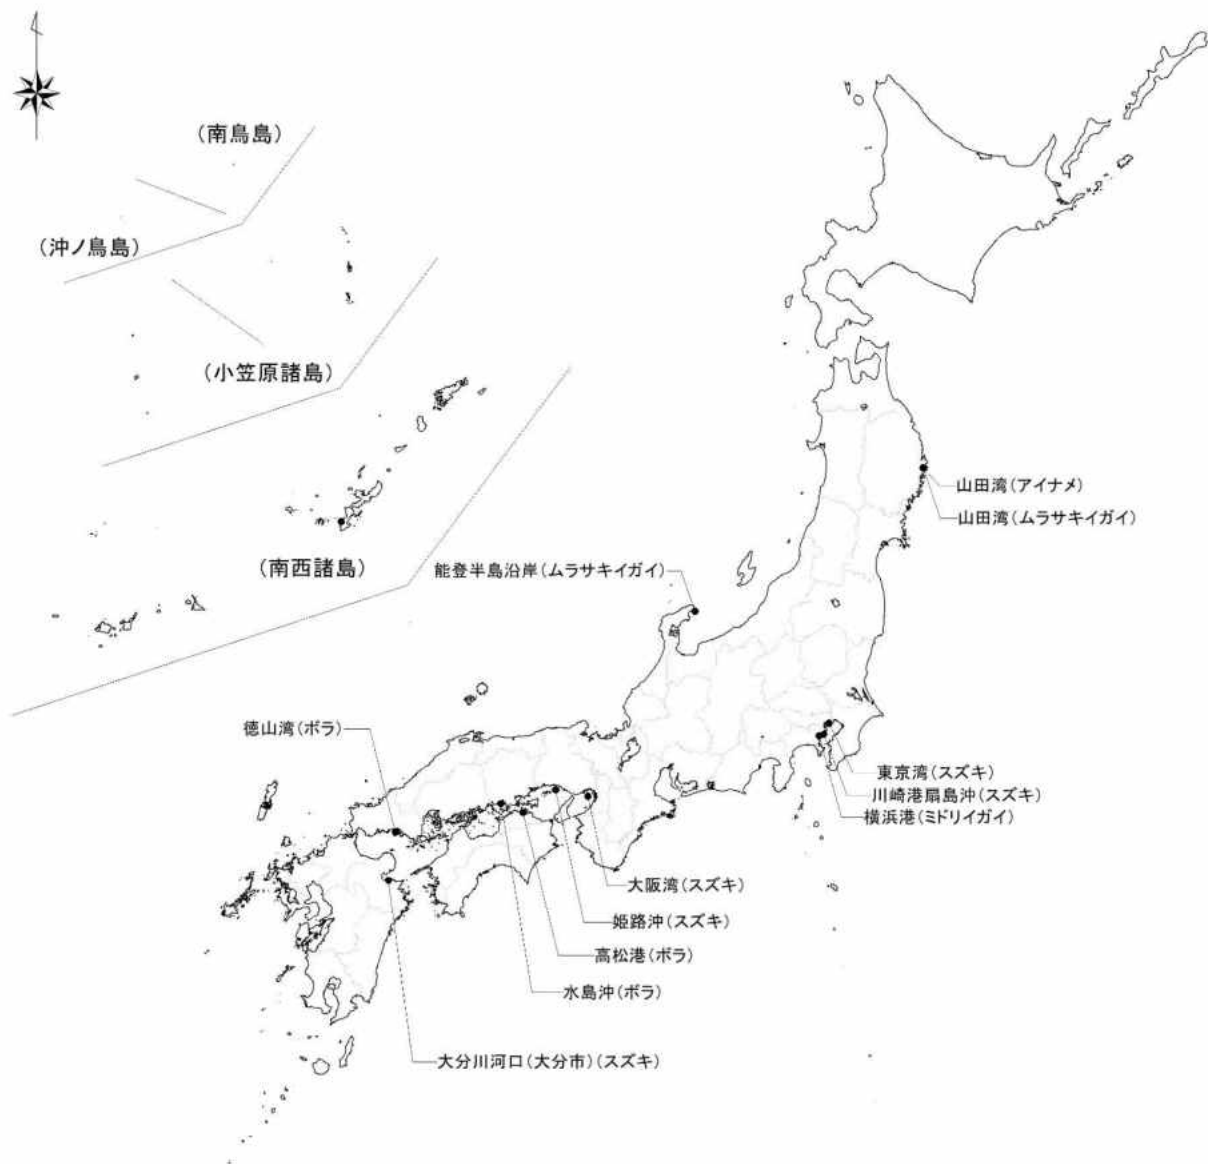 (南鳥島)
(沖ノ鳥島)
(小笠原諸島)
山田湾(アイナメ)
山田湾(ムラサキイガイ)
(南西諸島)
能登半島沿岸(ムラサキイガイ)
徳山湾(ボラ)
東京湾(スズキ)
川崎港扇島沖(スズキ)
横浜港(ミドリイガイ)
大阪湾(スズキ)
姫路沖(スズキ)
高松港(ボラ)
水島沖(ボラ)
大分川河口(大分市)(スズキ)